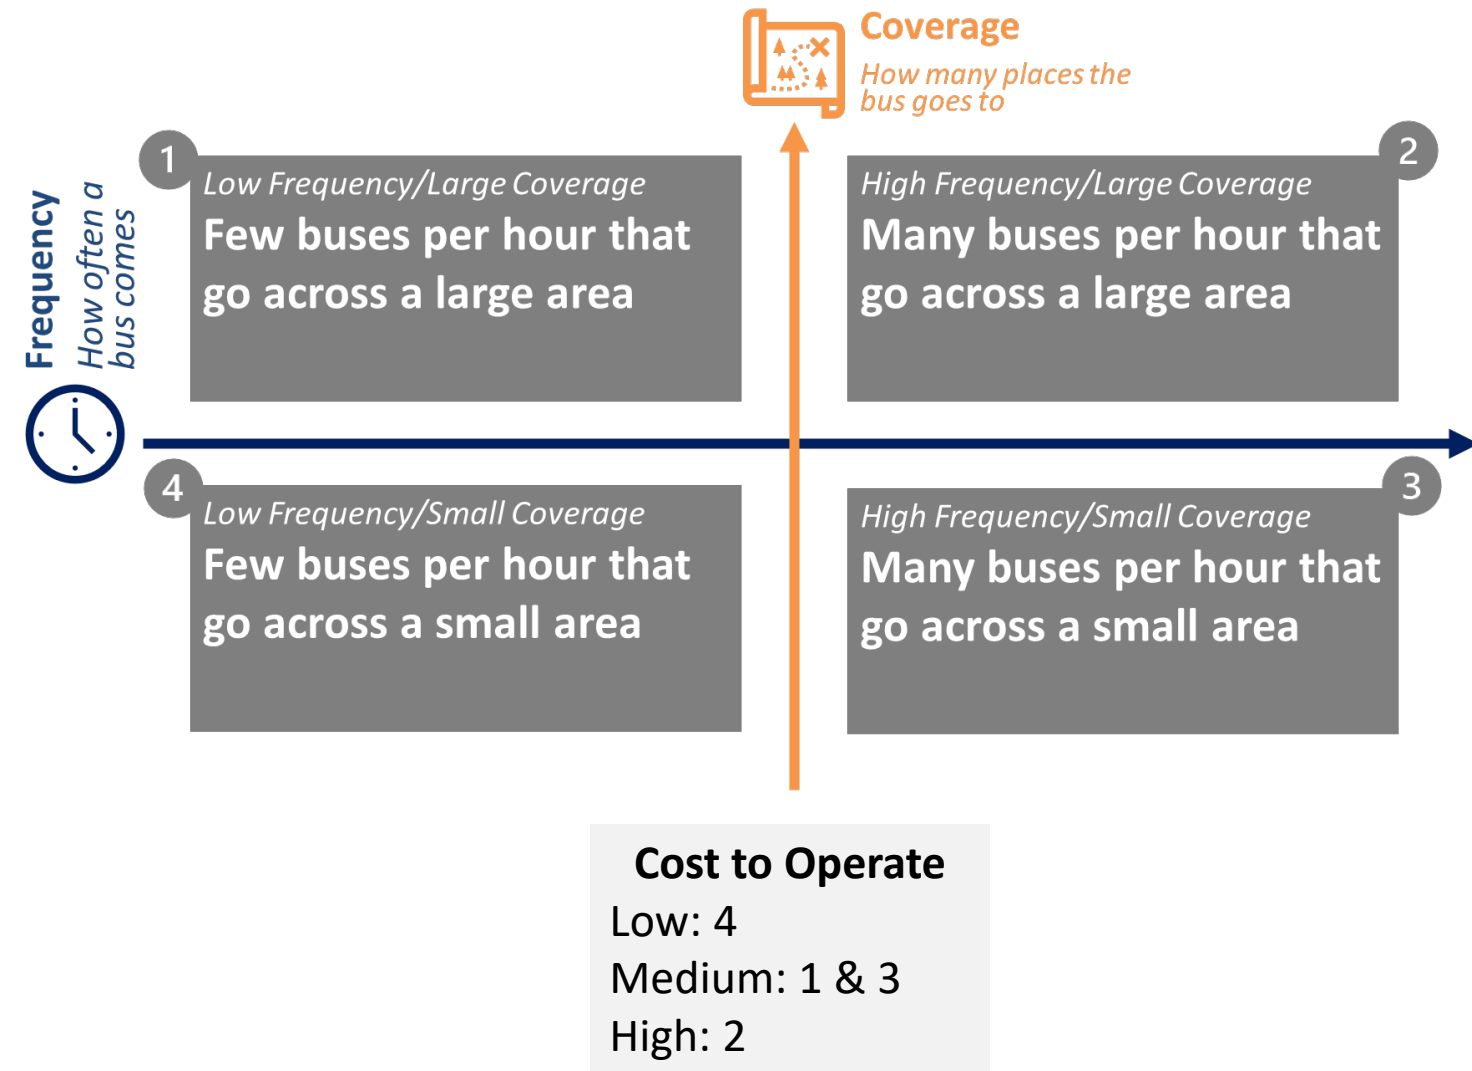 Coverage
How many places the
bus goes to
Frequency
How often a
bus comes
1
Low Frequency/Large Coverage
Few buses per hour that
go across a large area
2
High Frequency/Large Coverage
Many buses per hour that
go across a large area
4
Low Frequency/Small Coverage
Few buses per hour that
go across a small area
3
High Frequency/Small Coverage
Many buses per hour that
go across a small area
Cost to Operate
Low: 4
Medium: 1 & 3
High: 2